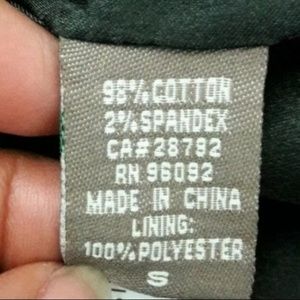 98% COTTON
2% SPANDEX
CA# 28792
RN 96092
MADE IN CHINA
LINING:
100% POLYESTER
S